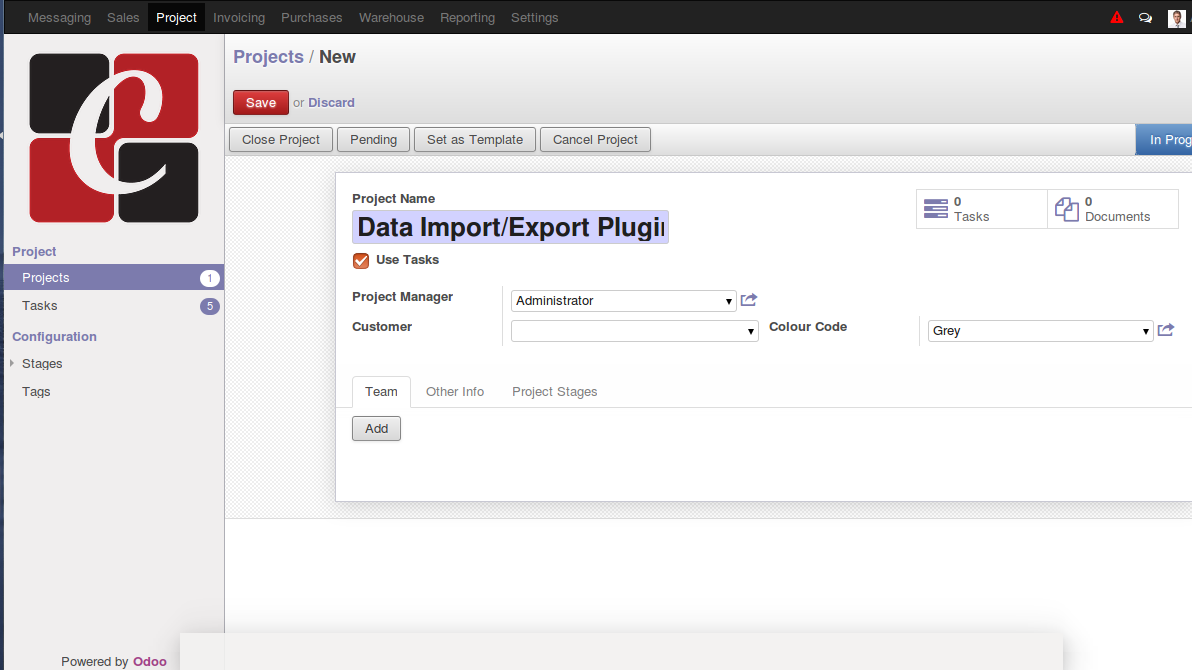 Messaging Sales Project Invoicing Purchases Warehouse Reporting Settings
Projects / New
Save or Discard
Close Project Pending Set as Template Cancel Project In Prog
C
Project Name
Data Import/Export Plugin
0
Tasks
0
Documents
Use Tasks
Project Manager Administrator
Customer Colour Code Grey
Team Other Info Project Stages
Add
Project
Projects 1
Tasks 5
Configuration
Stages
Tags
Powered by Odoo